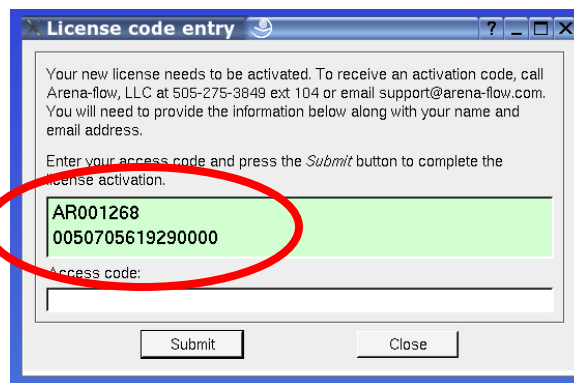 License code entry
Your new license needs to be activated. To receive an activation code, call
Arena-flow, LLC at 505-275-3849 ext 104 or email support@arena-flow.com.
You will need to provide the information below along with your name and
email address.
Enter your access code and press the Submit button to complete the
license activation.
AR001268
0050705619290000
Access code:
Submit Close